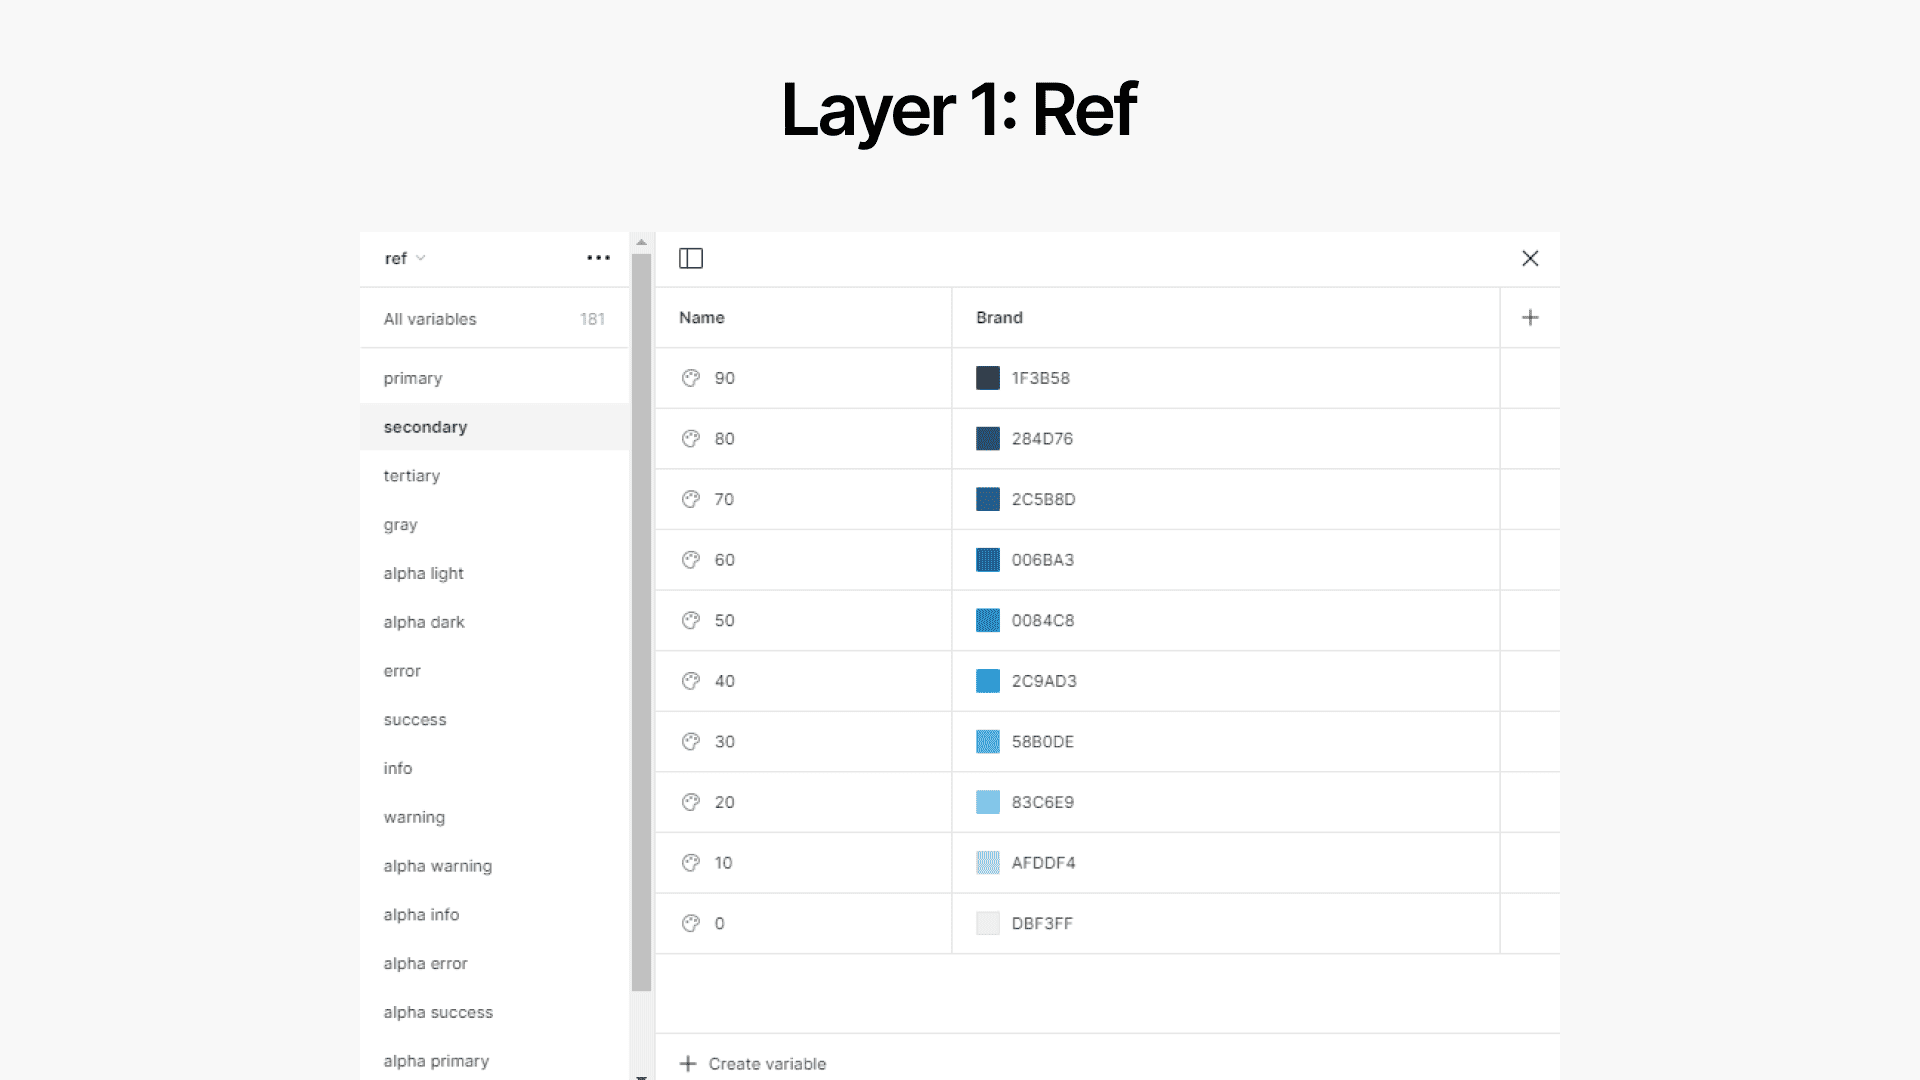 Layer 1: Ref
ref
All variables 181
primary
secondary
tertiary
gray
alpha light
alpha dark
error
success
info
warning
alpha warning
alpha info
alpha error
alpha success
alpha primary
Name Brand
90 1F3B58
80 284D76
70 2C5B8D
60 006BA3
50 0084C8
40 2C9AD3
30 58B0DE
20 83C6E9
10 AFDDF4
0 DBF3FF
Create variable